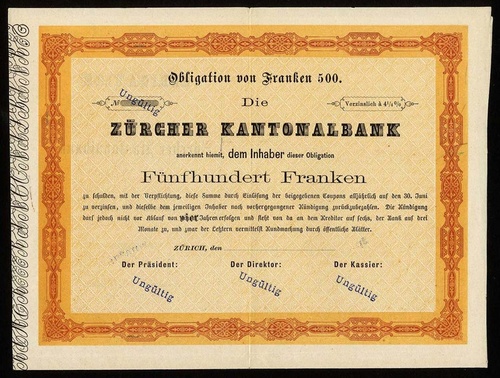 Obligation von Franken 500.
Die
№
Ungültig
Verzinslich à 4¼ %
ZÜRCHER KANTONALBANK
anerkennt hiemit, dem Inhaber dieser Obligation
Fünfhundert Franken
zu schulden, mit der Verpflichtung, diese Summe durch Einlösung der beigegebenen Coupons alljährlich auf den 30. Juni
zu verzinsen, und dieselbe dem jeweiligen Inhaber nach vorhergegangener Kündigung zurückzubezahlen. Die Kündigung
darf jedoch nicht vor Ablauf von vier Jahren erfolgen und steht von da an dem Kreditor auf sechs, der Bank auf drei
Monate zu, und zwar der Letztern vermittelst Kundmachung durch öffentliche Blätter.
ZÜRICH, den
Der Präsident:
Der Direktor:
Der Kassier:
Ungültig
Ungültig
Ungültig